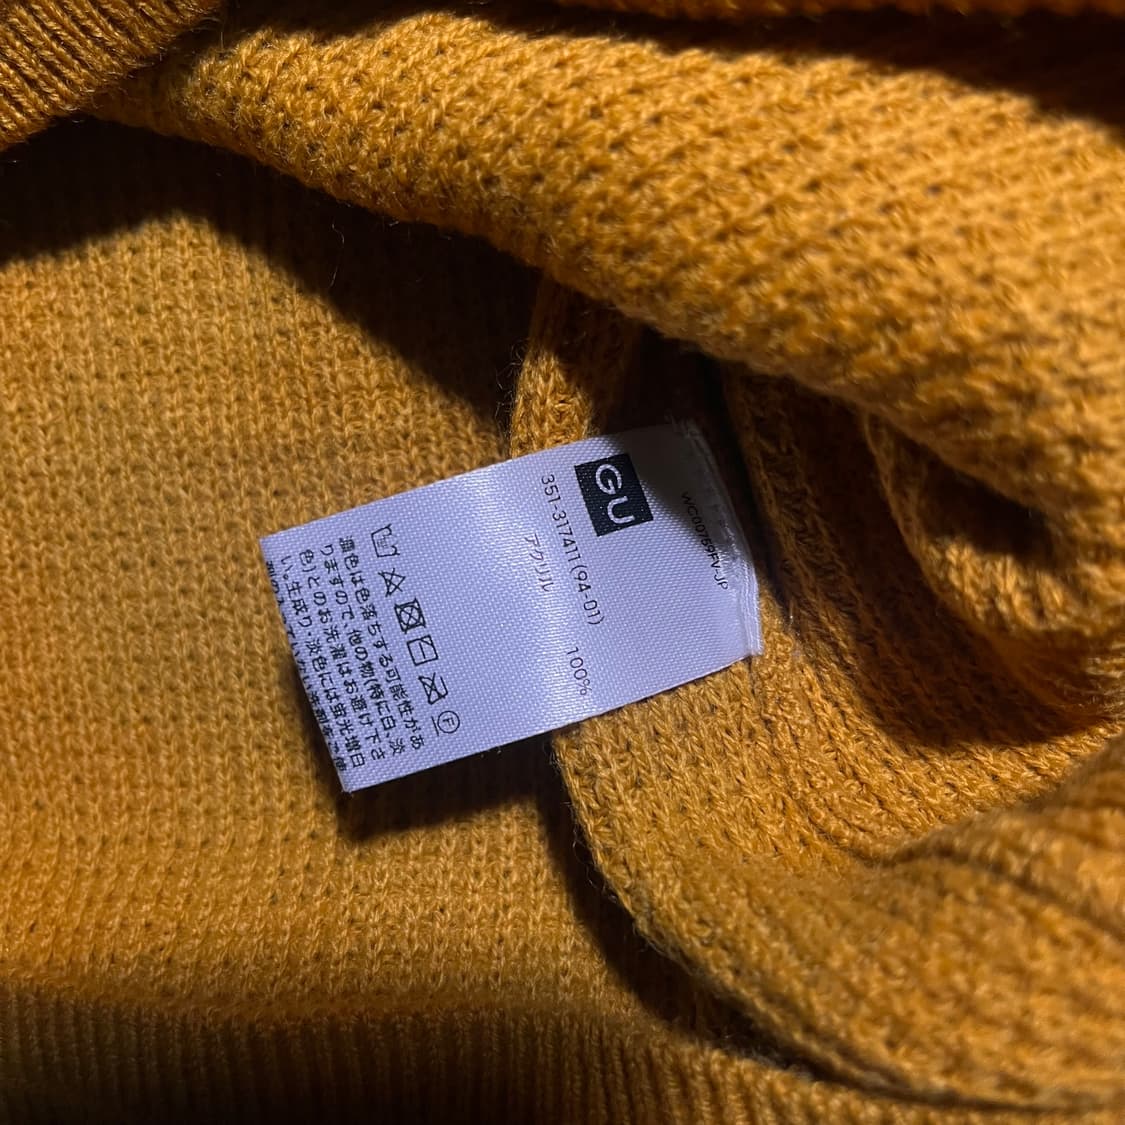 WC00769FV-JP
GU
351-317411(94-01)
アクリル 100%
F
濃色は色落ちする可能性があ
りますので、他の物(特に白、淡
色)とのお洗濯はお避け下さ
い。生成り・淡色には蛍光増白